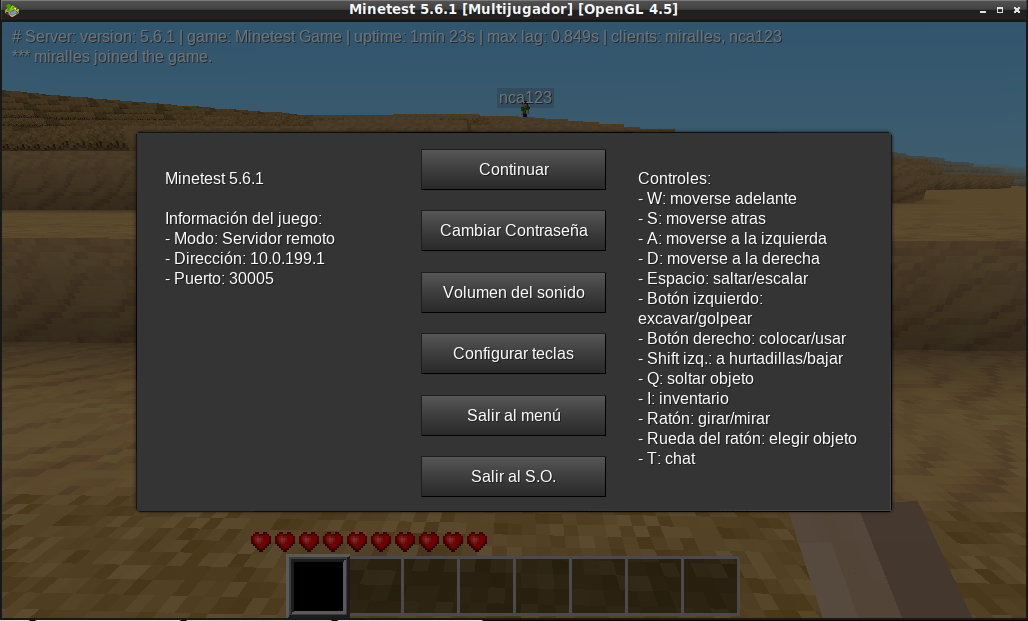 Minetest 5.6.1 [Multijugador] [OpenGL 4.5]
# Server: version: 5.6.1 | game: Minetest Game | uptime: 1min 23s | max lag: 0.849s | clients: miralles, nca123
*** miralles joined the game.
nca123
Minetest 5.6.1
Información del juego:
- Modo: Servidor remoto
- Dirección: 10.0.199.1
- Puerto: 30005
Continuar
Cambiar Contraseña
Volumen del sonido
Configurar teclas
Salir al menú
Salir al S.O.
Controles:
- W: moverse adelante
- S: moverse atras
- A: moverse a la izquierda
- D: moverse a la derecha
- Espacio: saltar/escalar
- Botón izquierdo:
excavar/golpear
- Botón derecho: colocar/usar
- Shift izq.: a hurtadillas/bajar
- Q: soltar objeto
- I: inventario
- Ratón: girar/mirar
- Rueda del ratón: elegir objeto
- T: chat